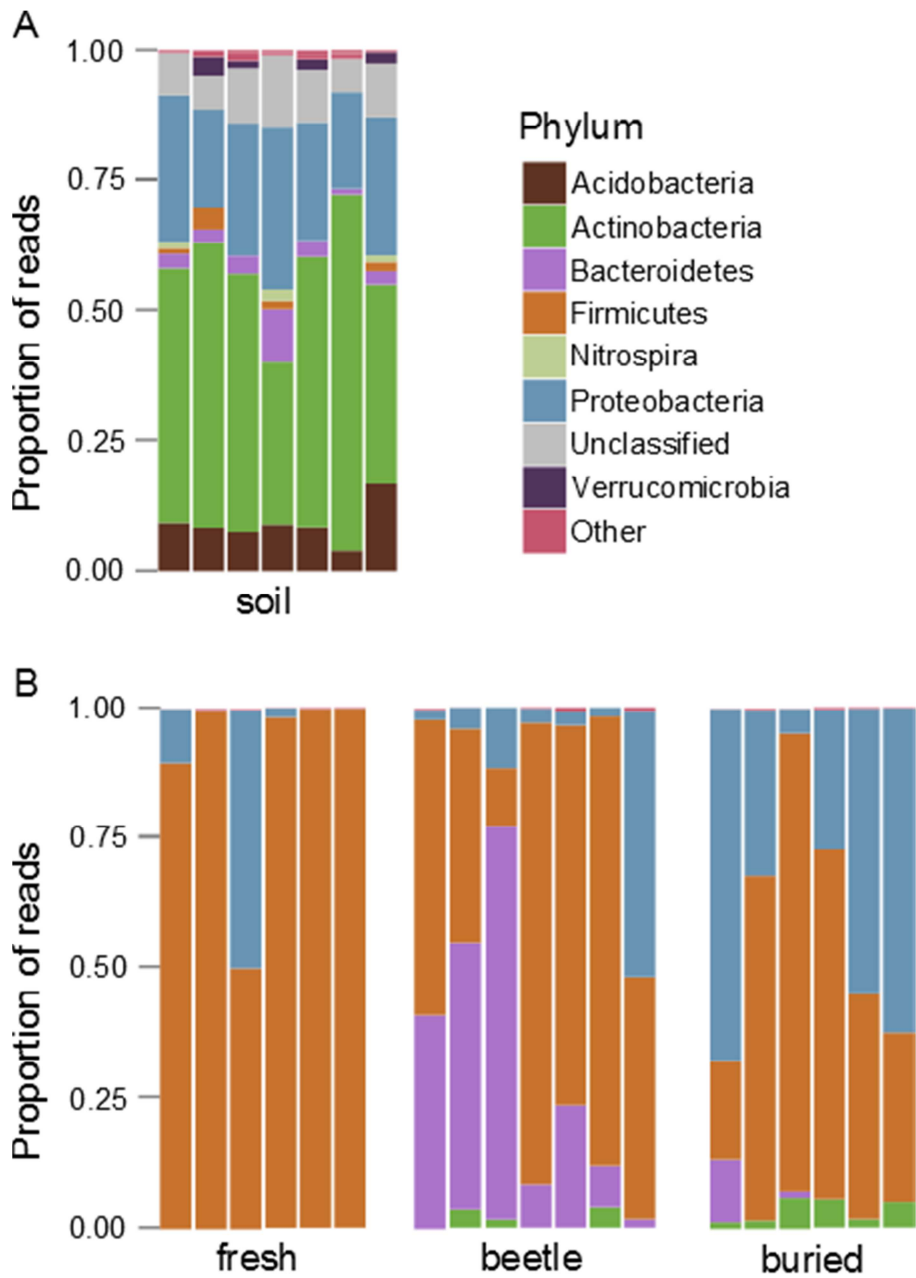 A
1.00
0.75
0.50
0.25
0.00
Proportion of reads
soil
Phylum
Acidobacteria
Actinobacteria
Bacteroidetes
Firmicutes
Nitrospira
Proteobacteria
Unclassified
Verrucomicrobia
Other
B
1.00
0.75
0.50
0.25
0.00
Proportion of reads
fresh beetle buried